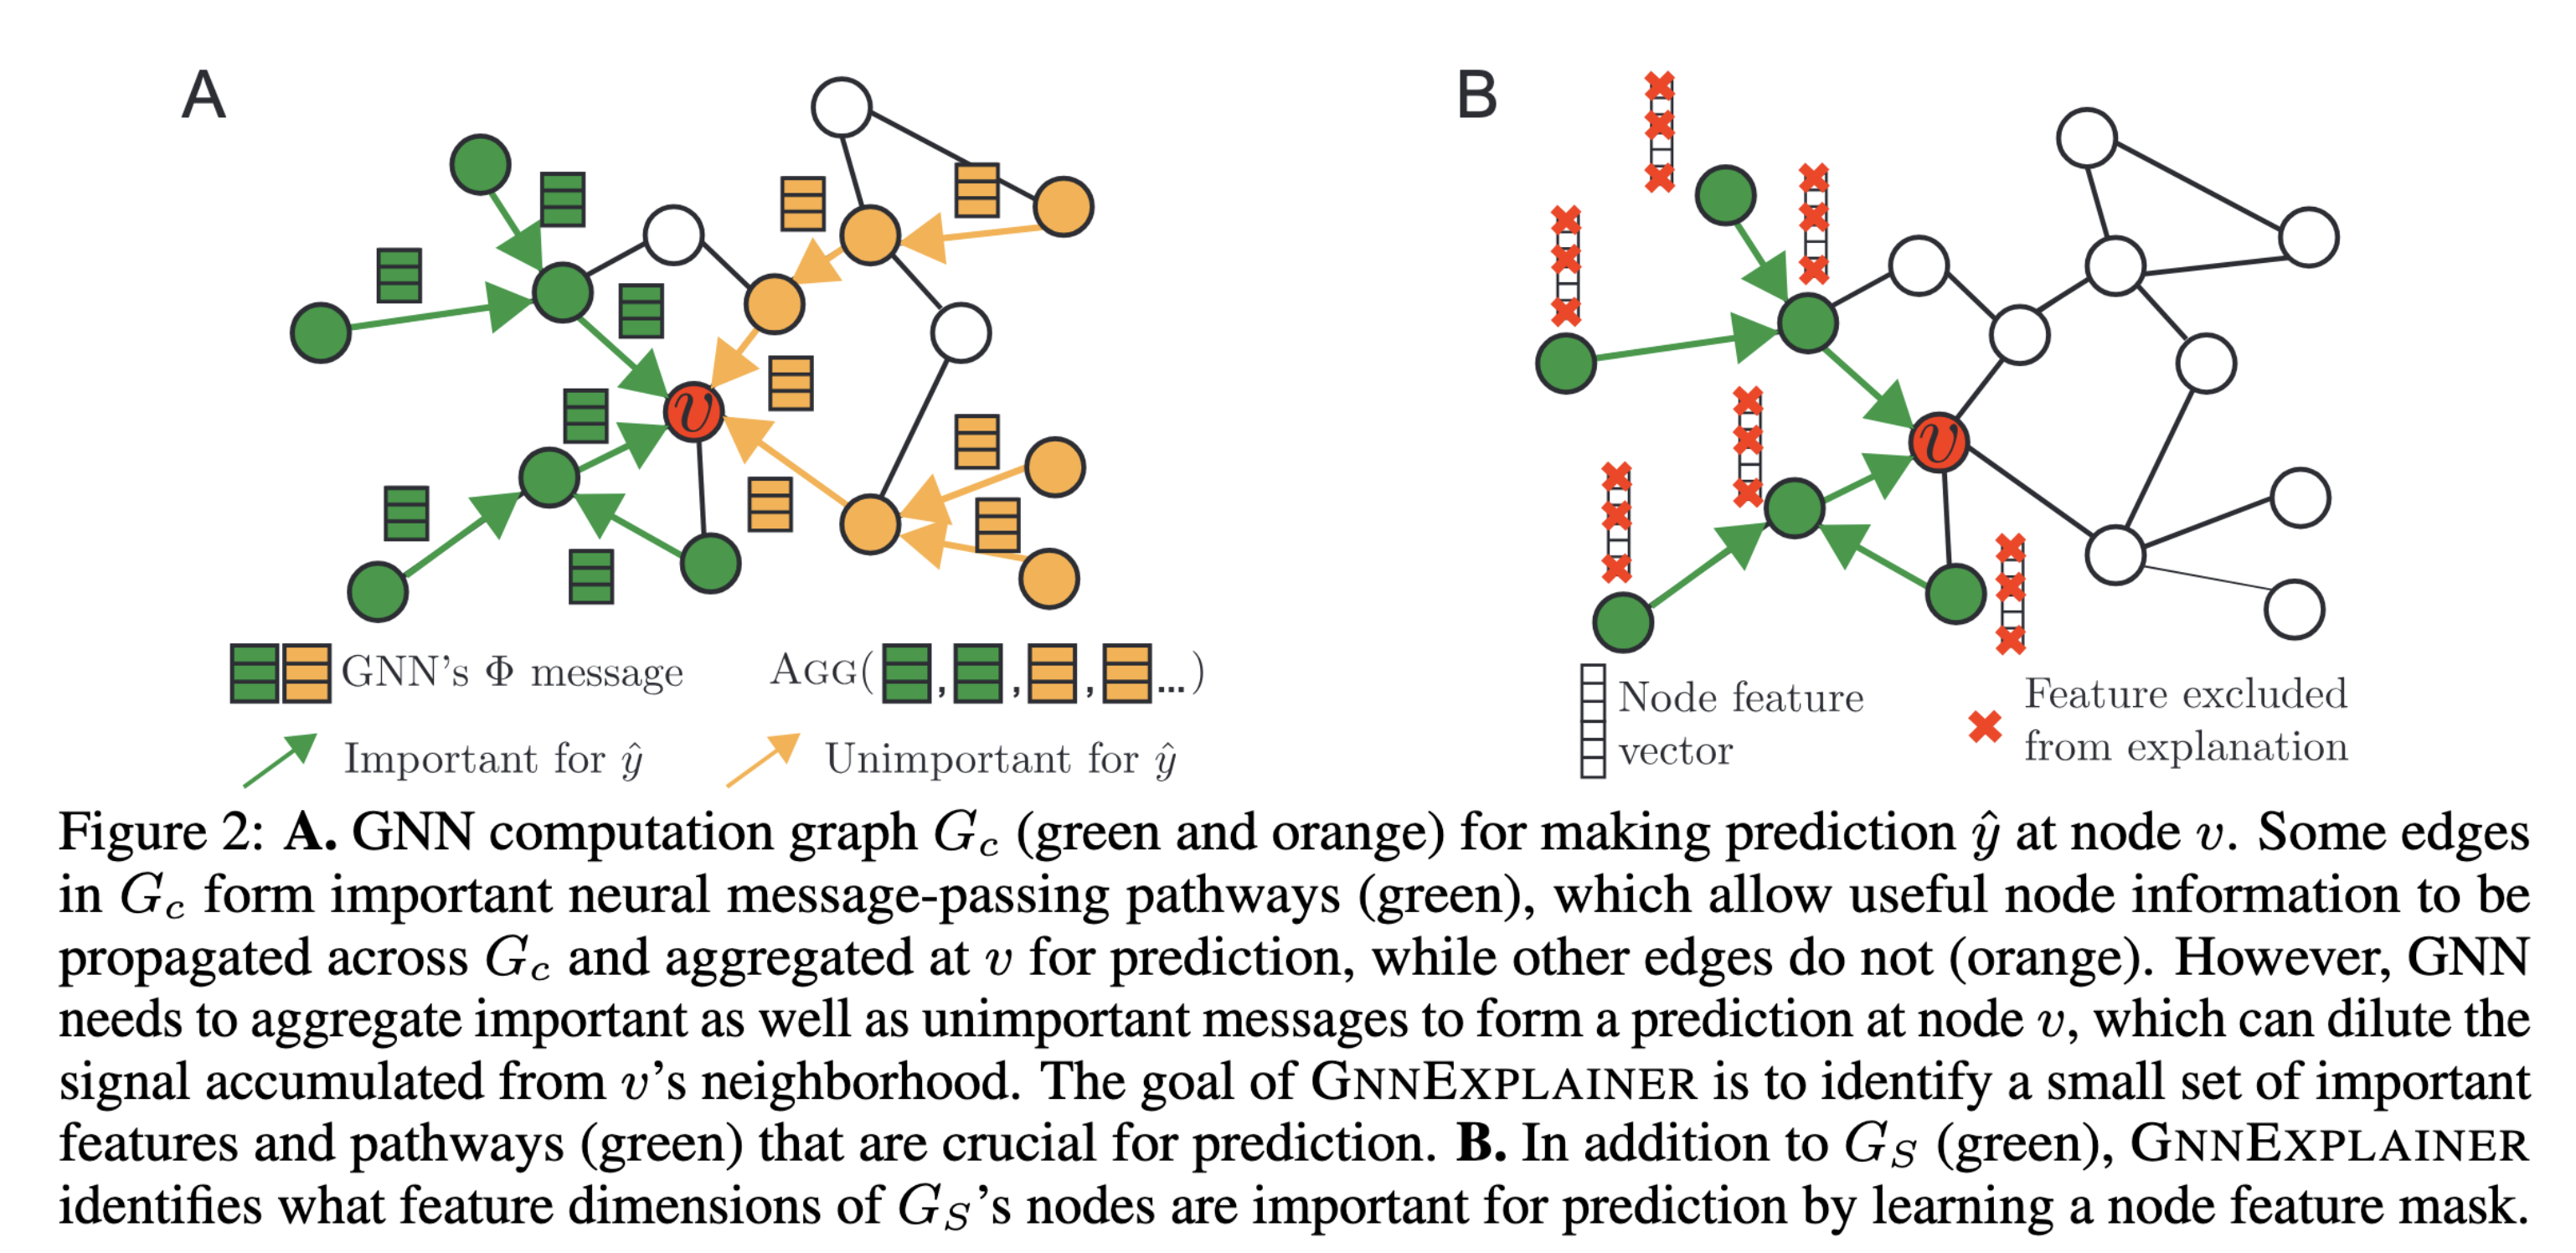 A
B
v
v
GNN's Φ message
AGG( , , , ... )
Important for ŷ
Unimportant for ŷ
Node feature
vector
Feature excluded
from explanation
Figure 2: A. GNN computation graph G_c (green and orange) for making prediction ŷ at node v. Some edges
in G_c form important neural message-passing pathways (green), which allow useful node information to be
propagated across G_c and aggregated at v for prediction, while other edges do not (orange). However, GNN
needs to aggregate important as well as unimportant messages to form a prediction at node v, which can dilute the
signal accumulated from v's neighborhood. The goal of GNNEXPLAINER is to identify a small set of important
features and pathways (green) that are crucial for prediction. B. In addition to G_S (green), GNNEXPLAINER
identifies what feature dimensions of G_S's nodes are important for prediction by learning a node feature mask.